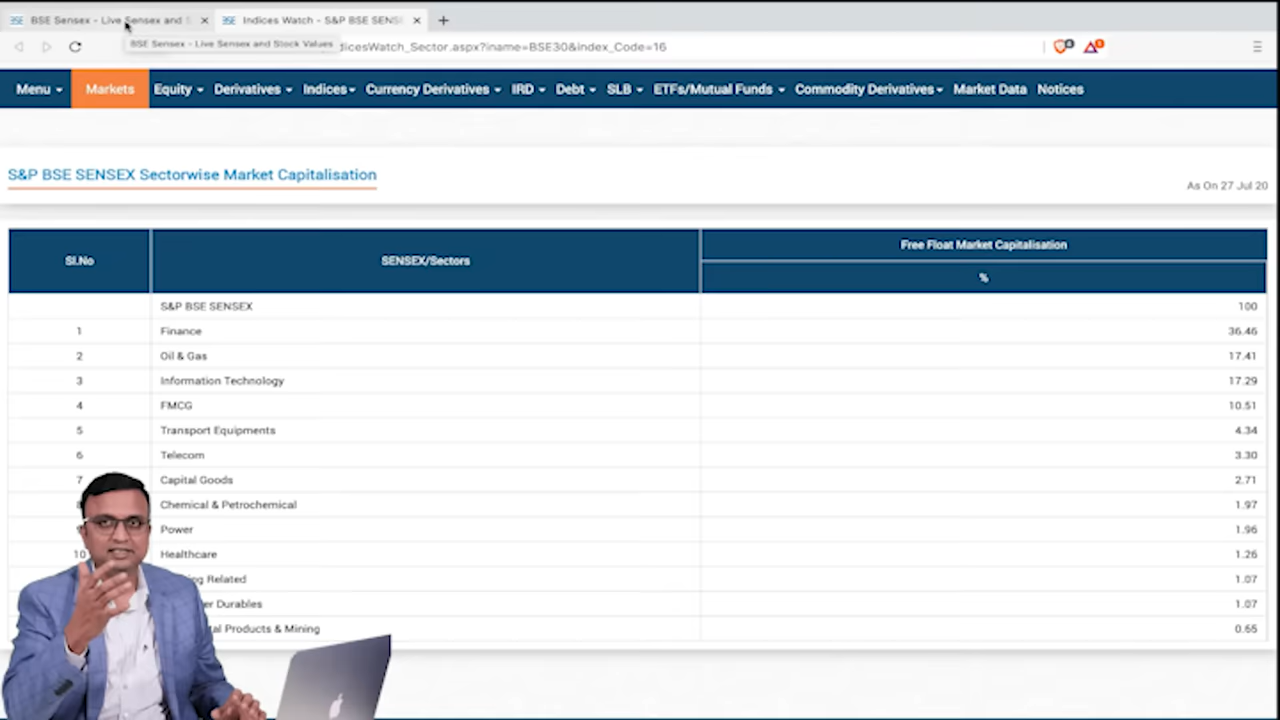 BSE Sensex - Live Sensex and S
Indices Watch - S&P BSE SENS
BSE Sensex - Live Sensex and Stock Values
dicesWatch_Sector.aspx?iname=BSE30&index_Code=16
Menu Markets Equity Derivatives Indices Currency Derivatives IRD Debt SLB ETFs/Mutual Funds Commodity Derivatives Market Data Notices
S&P BSE SENSEX Sectorwise Market Capitalisation
As On 27 Jul 20
Sl.No SENSEX/Sectors Free Float Market Capitalisation
%
S&P BSE SENSEX 100
1 Finance 36.46
2 Oil & Gas 17.41
3 Information Technology 17.29
4 FMCG 10.51
5 Transport Equipments 4.34
6 Telecom 3.30
7 Capital Goods 2.71
Chemical & Petrochemical 1.97
Power 1.96
10 Healthcare 1.26
Related 1.07
Durables 1.07
Products & Mining 0.65